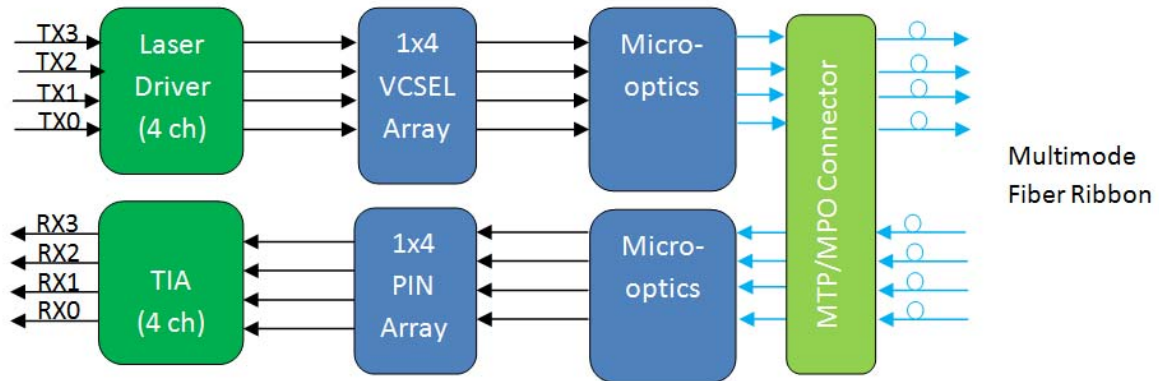 TX3
TX2
TX1
TX0
Laser
Driver
(4 ch)
1x4
VCSEL
Array
Micro-
optics
MTP/MPO Connector
Multimode
Fiber Ribbon
RX3
RX2
RX1
RX0
TIA
(4 ch)
1x4
PIN
Array
Micro-
optics